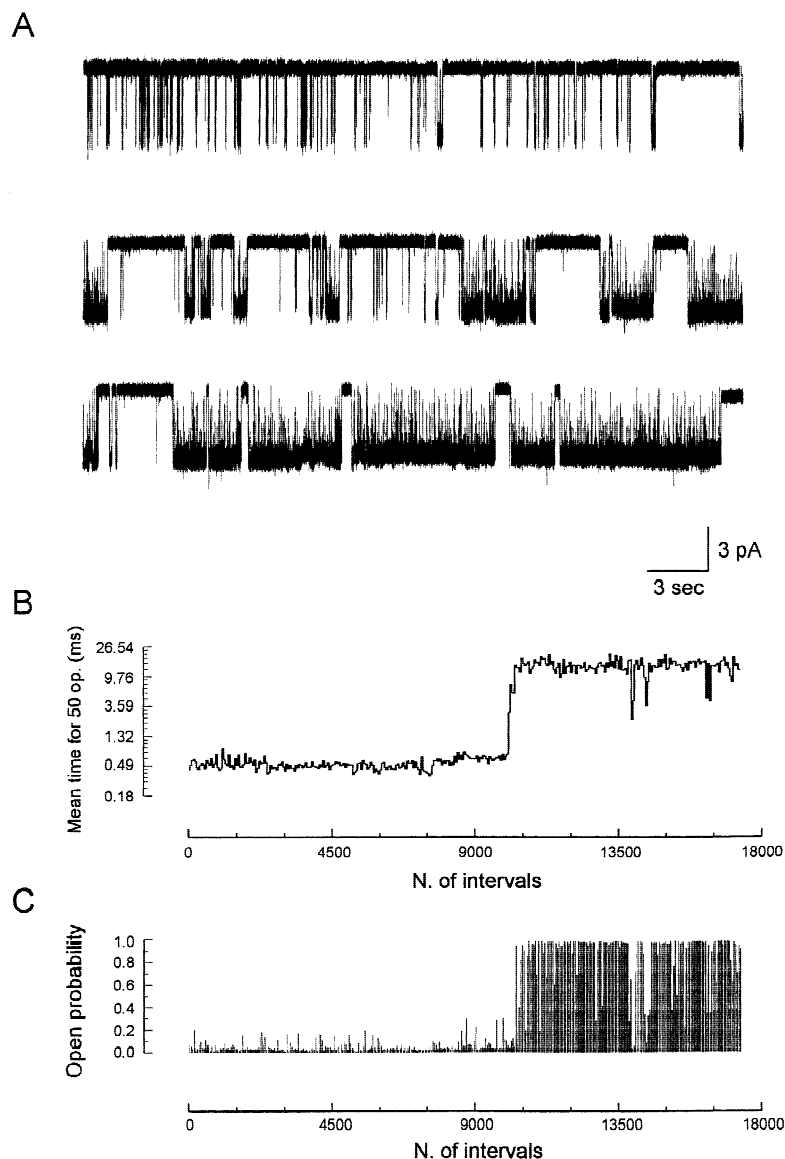 A
3 pA
3 sec
B
Mean time for 50 op. (ms)
26.54
9.76
3.59
1.32
0.49
0.18
0 4500 9000 13500 18000
N. of intervals
C
Open probability
1.0
0.8
0.6
0.4
0.2
0.0
0 4500 9000 13500 18000
N. of intervals